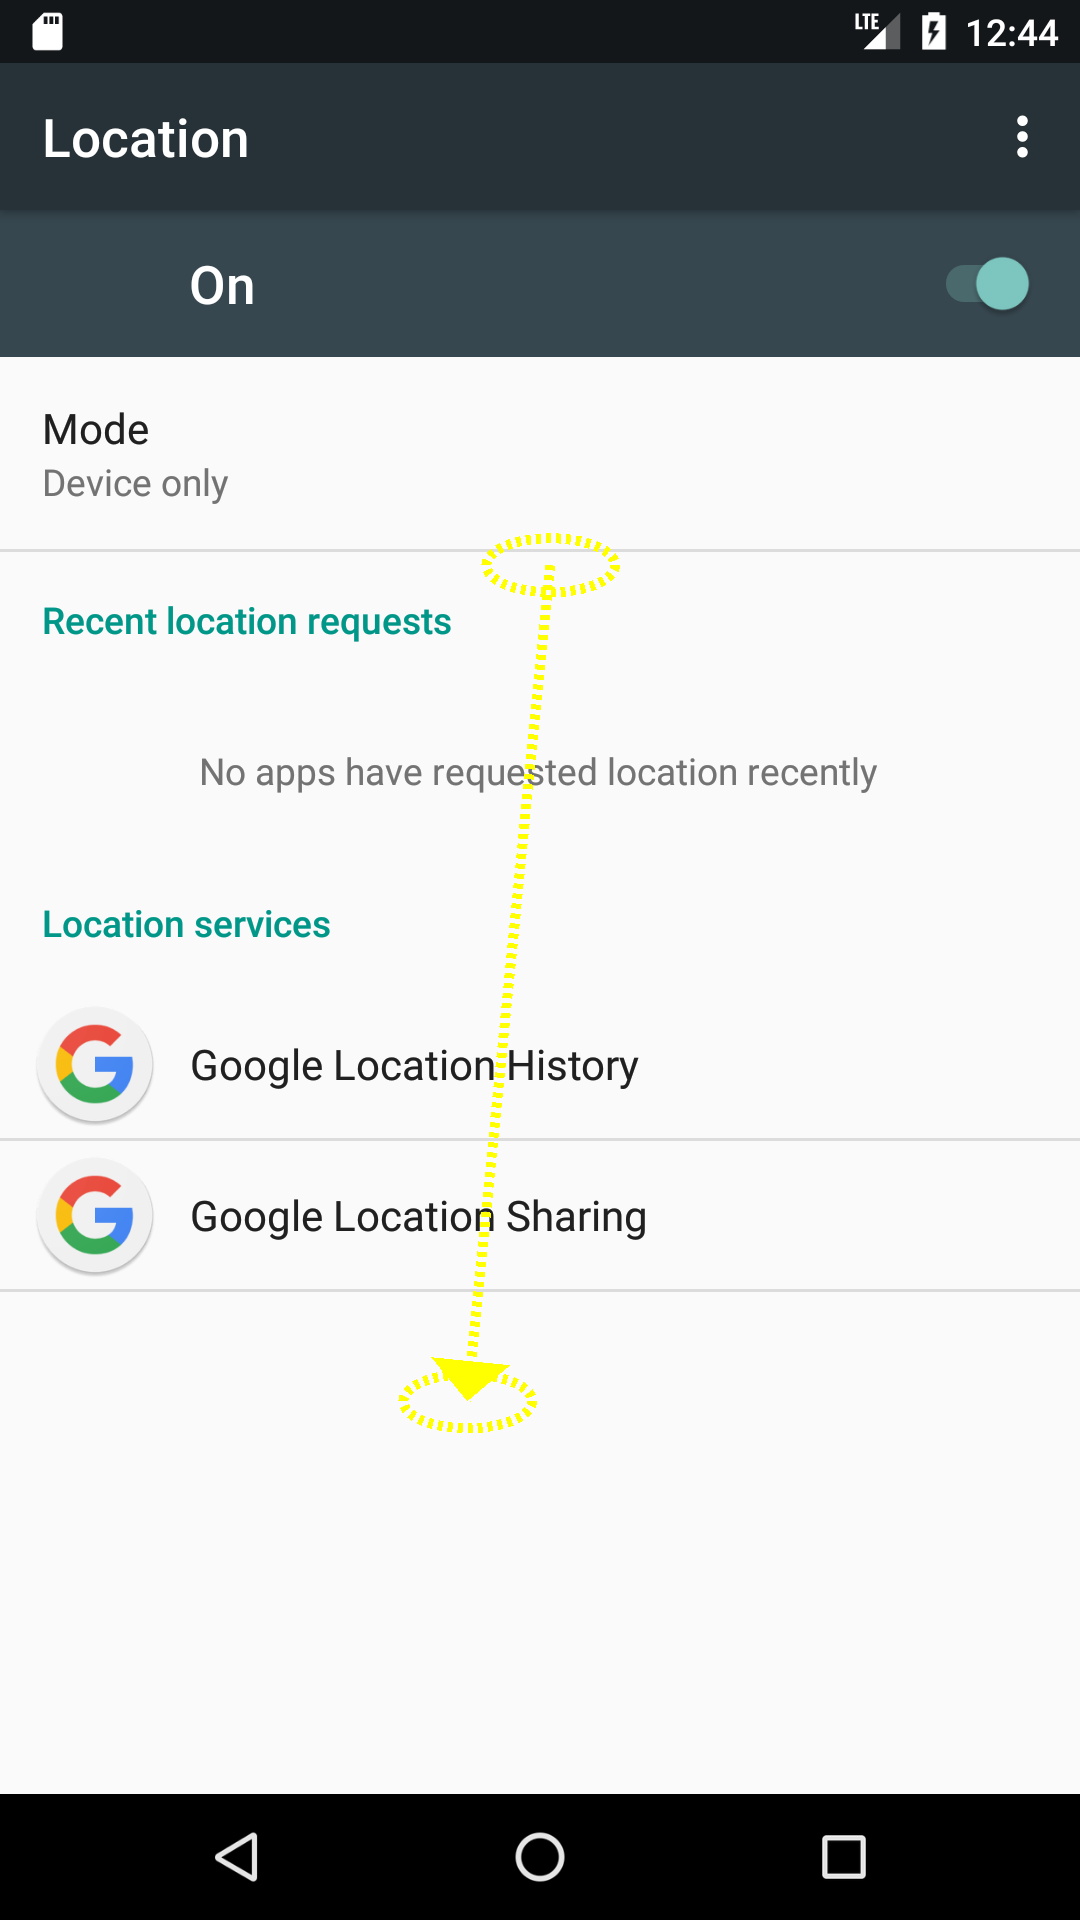 LTE 12:44
Location
On
Mode
Device only
Recent location requests
No apps have requested location recently
Location services
Google Location History
Google Location Sharing